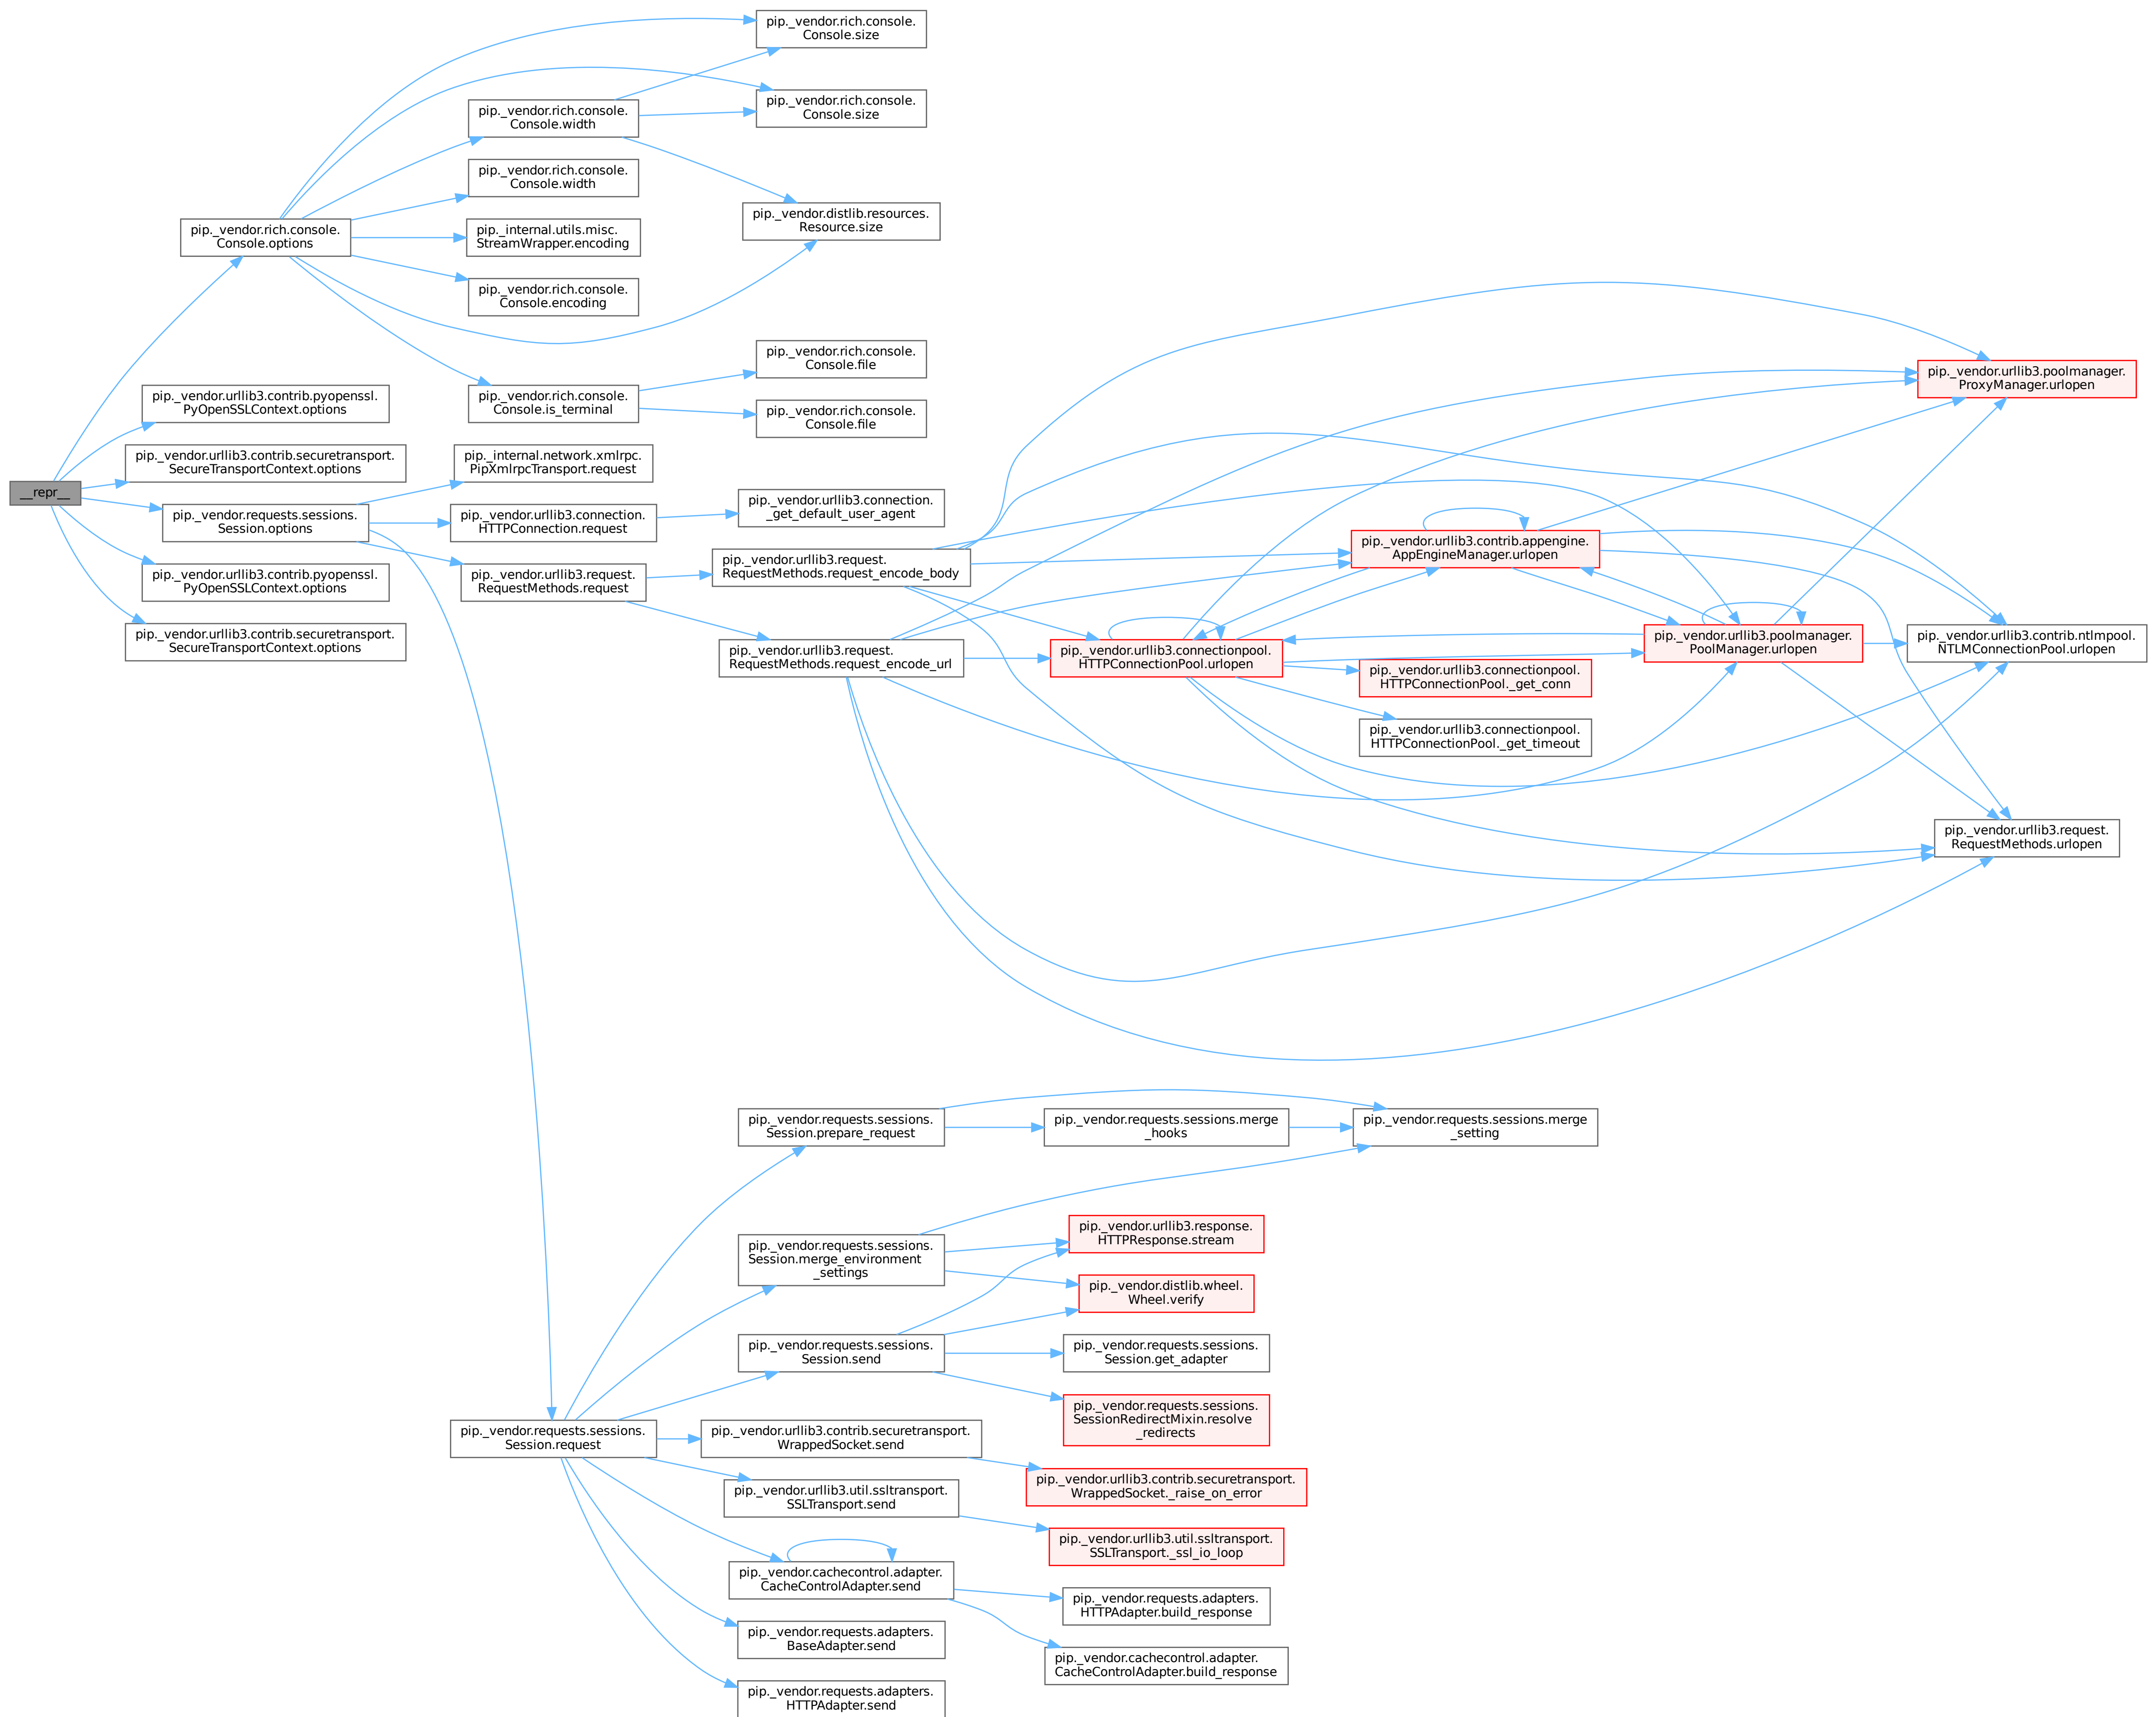 pip._vendor.rich.console.
Console.size
pip._vendor.rich.console.
Console.size
pip._vendor.rich.console.
Console.width
pip._vendor.rich.console.
Console.width
pip._vendor.distlib.resources.
Resource.size
pip._vendor.rich.console.
Console.options
pip._internal.utils.misc.
StreamWrapper.encoding
pip._vendor.rich.console.
Console.encoding
pip._vendor.rich.console.
Console.file
pip._vendor.rich.console.
Console.is_terminal
pip._vendor.rich.console.
Console.file
pip._vendor.urllib3.poolmanager.
ProxyManager.urlopen
pip._vendor.urllib3.contrib.pyopenssl.
PyOpenSSLContext.options
pip._vendor.urllib3.contrib.securetransport.
SecureTransportContext.options
pip._internal.network.xmlrpc.
PipXmlrpcTransport.request
__repr__
pip._vendor.requests.sessions.
Session.options
pip._vendor.urllib3.connection.
HTTPConnection.request
pip._vendor.urllib3.connection.
_get_default_user_agent
pip._vendor.urllib3.contrib.appengine.
AppEngineManager.urlopen
pip._vendor.urllib3.contrib.pyopenssl.
PyOpenSSLContext.options
pip._vendor.urllib3.request.
RequestMethods.request
pip._vendor.urllib3.request.
RequestMethods.request_encode_body
pip._vendor.urllib3.contrib.securetransport.
SecureTransportContext.options
pip._vendor.urllib3.request.
RequestMethods.request_encode_url
pip._vendor.urllib3.connectionpool.
HTTPConnectionPool.urlopen
pip._vendor.urllib3.poolmanager.
PoolManager.urlopen
pip._vendor.urllib3.contrib.ntlmpool.
NTLMConnectionPool.urlopen
pip._vendor.urllib3.connectionpool.
HTTPConnectionPool._get_conn
pip._vendor.urllib3.connectionpool.
HTTPConnectionPool._get_timeout
pip._vendor.urllib3.request.
RequestMethods.urlopen
pip._vendor.requests.sessions.
Session.prepare_request
pip._vendor.requests.sessions.merge
_hooks
pip._vendor.requests.sessions.merge
_setting
pip._vendor.requests.sessions.
Session.merge_environment
_settings
pip._vendor.urllib3.response.
HTTPResponse.stream
pip._vendor.distlib.wheel.
Wheel.verify
pip._vendor.requests.sessions.
Session.send
pip._vendor.requests.sessions.
Session.get_adapter
pip._vendor.requests.sessions.
SessionRedirectMixin.resolve
_redirects
pip._vendor.requests.sessions.
Session.request
pip._vendor.urllib3.contrib.securetransport.
WrappedSocket.send
pip._vendor.urllib3.contrib.securetransport.
WrappedSocket._raise_on_error
pip._vendor.urllib3.util.ssltransport.
SSLTransport.send
pip._vendor.urllib3.util.ssltransport.
SSLTransport._ssl_io_loop
pip._vendor.cachecontrol.adapter.
CacheControlAdapter.send
pip._vendor.requests.adapters.
HTTPAdapter.build_response
pip._vendor.requests.adapters.
BaseAdapter.send
pip._vendor.cachecontrol.adapter.
CacheControlAdapter.build_response
pip._vendor.requests.adapters.
HTTPAdapter.send